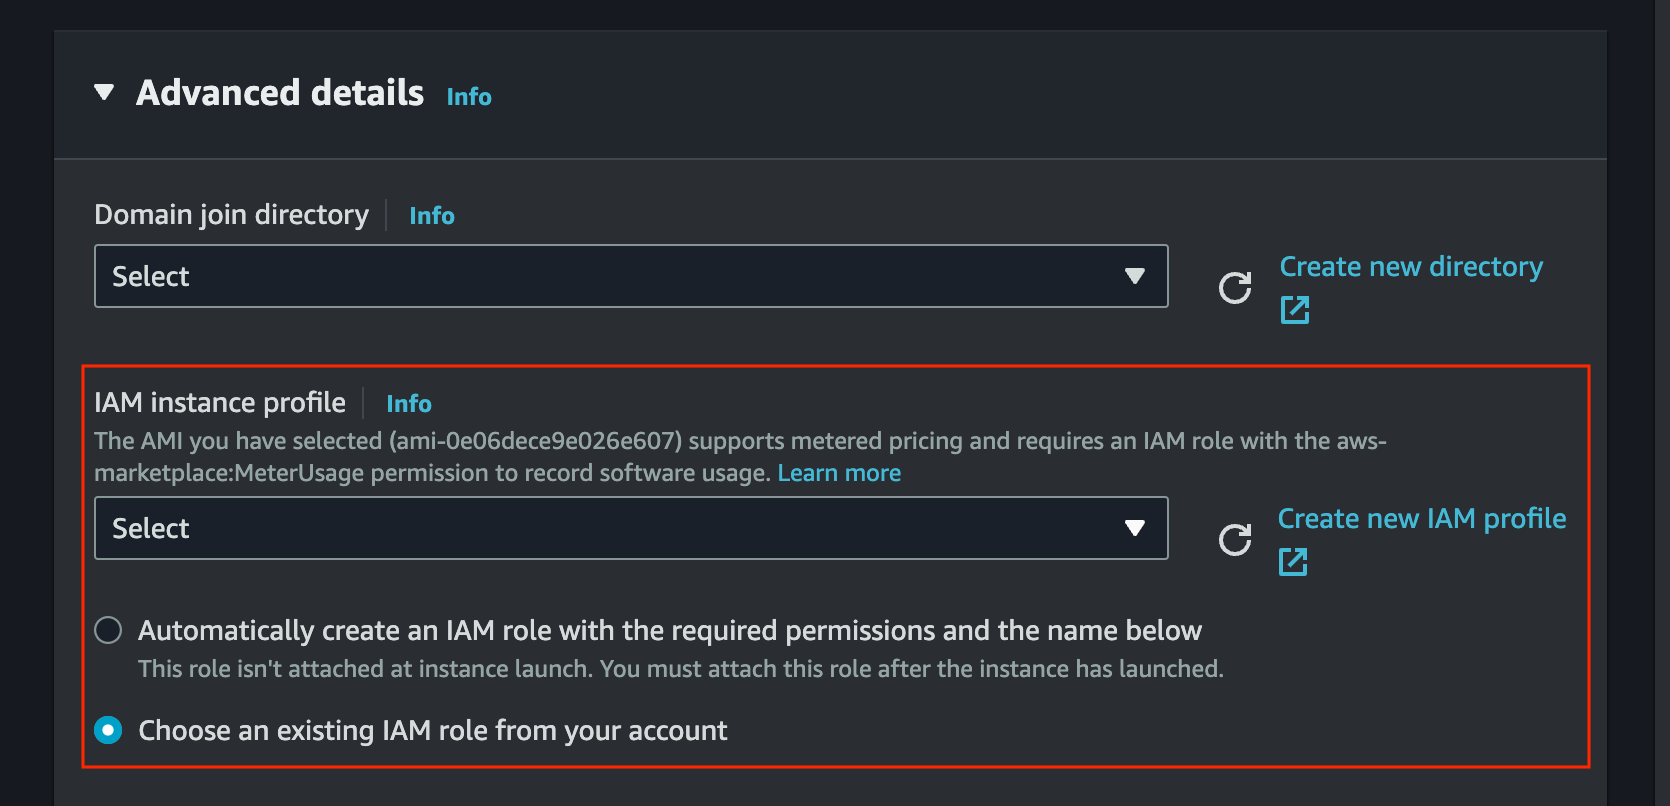 Advanced details Info
Domain join directory Info
Select
Create new directory
IAM instance profile Info
The AMI you have selected (ami-0e06dece9e026e607) supports metered pricing and requires an IAM role with the aws-
marketplace:MeterUsage permission to record software usage. Learn more
Select
Create new IAM profile
Automatically create an IAM role with the required permissions and the name below
This role isn't attached at instance launch. You must attach this role after the instance has launched.
Choose an existing IAM role from your account